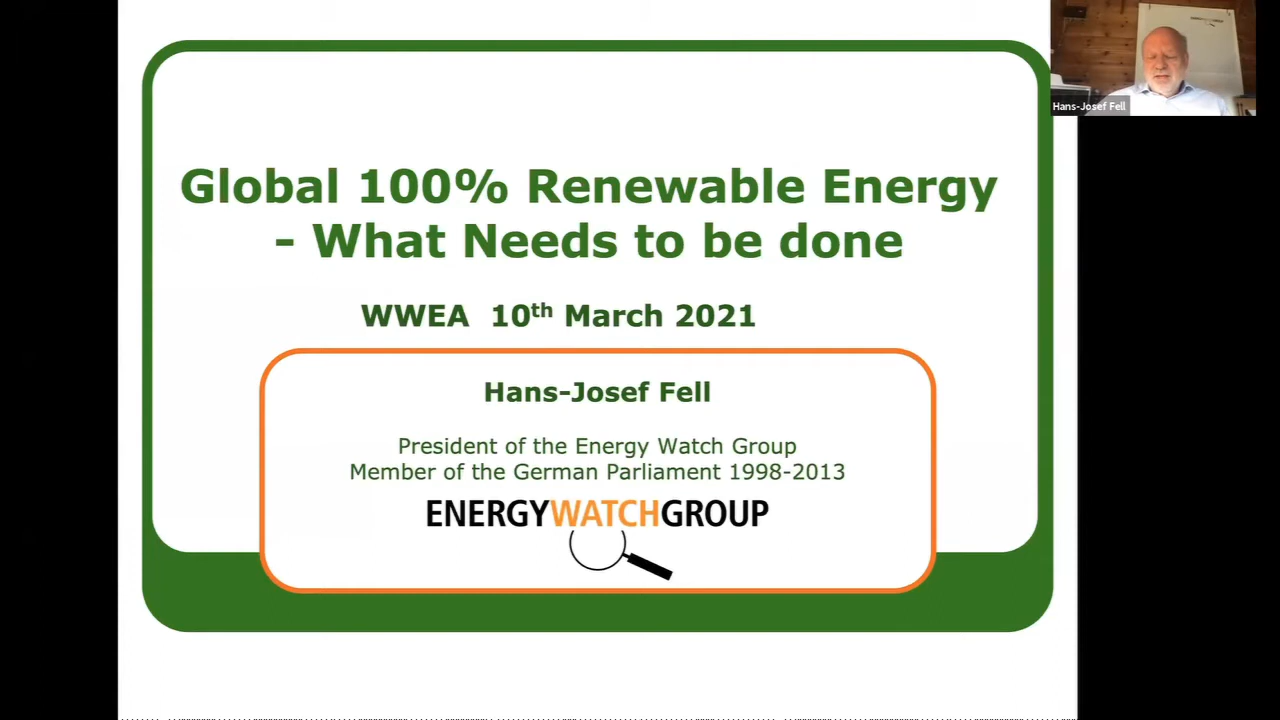 Global 100% Renewable Energy
- What Needs to be done
WWEA 10th March 2021
Hans-Josef Fell
President of the Energy Watch Group
Member of the German Parliament 1998-2013
ENERGYWATCHGROUP
Hans-Josef Fell